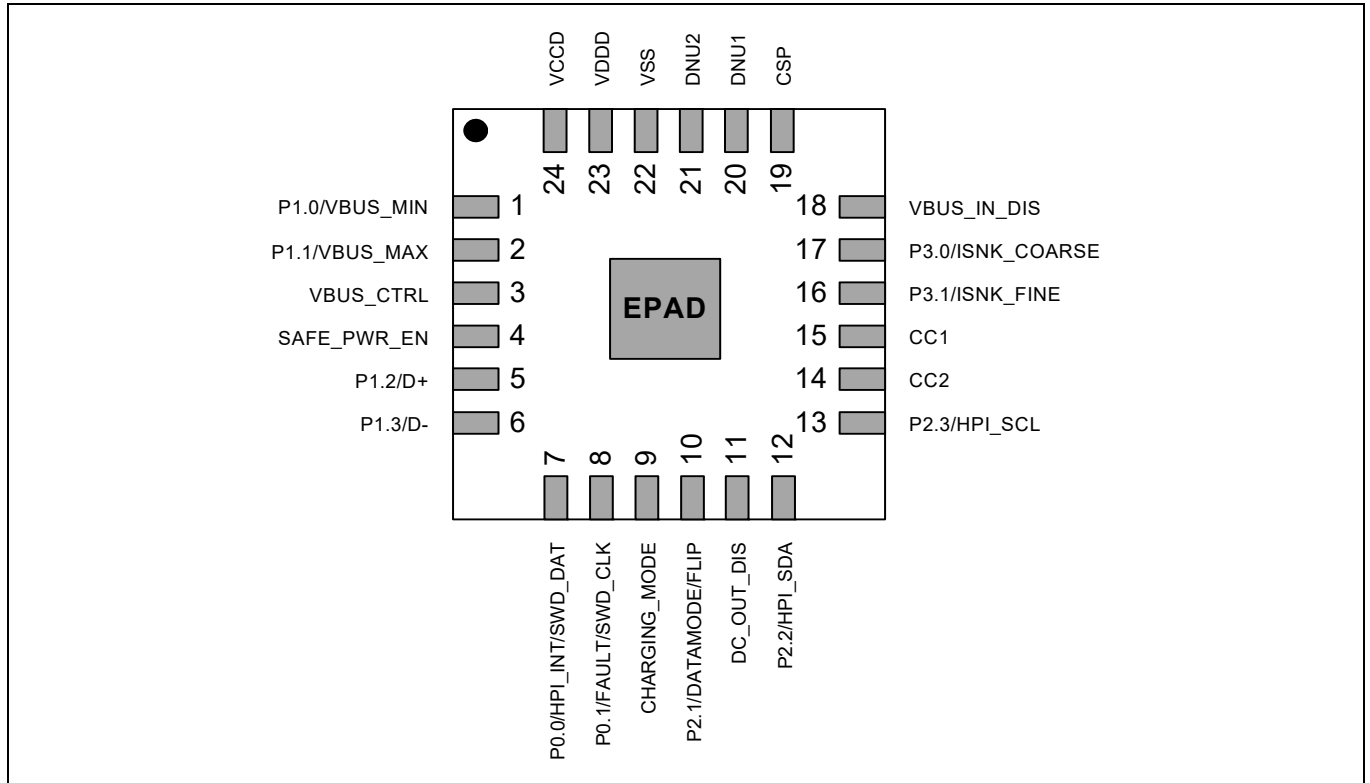 VCCD
VDDD
VSS
DNU2
DNU1
CSP
24
23
22
21
20
19
P1.0/VBUS_MIN 1
P1.1/VBUS_MAX 2
VBUS_CTRL 3
SAFE_PWR_EN 4
P1.2/D+ 5
P1.3/D- 6
EPAD
18 VBUS_IN_DIS
17 P3.0/ISNK_COARSE
16 P3.1/ISNK_FINE
15 CC1
14 CC2
13 P2.3/HPI_SCL
7
8
9
10
11
12
P0.0/HPI_INT/SWD_DAT
P0.1/FAULT/SWD_CLK
CHARGING_MODE
P2.1/DATAMODE/FLIP
DC_OUT_DIS
P2.2/HPI_SDA